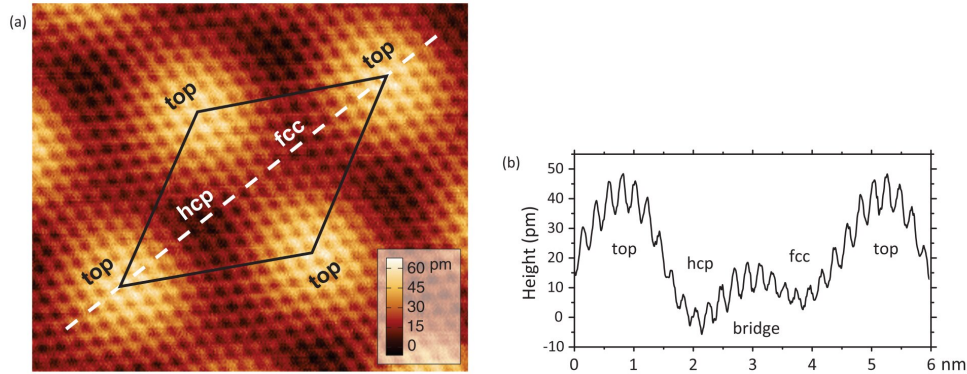 (a)
top
top
fcc
hcp
top
top
60 pm
45
30
15
0
(b)
Height (pm)
50
40
30
20
10
0
-10
top
hcp
fcc
top
bridge
0 1 2 3 4 5 6 nm